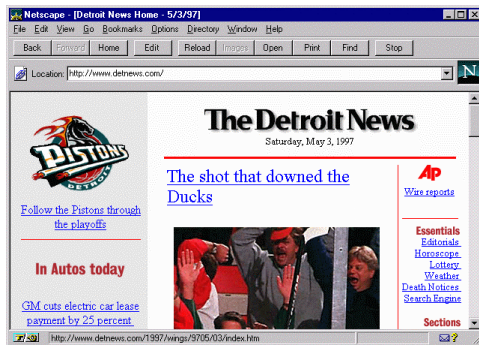 Netscape - [Detroit News Home - 5/3/97]
File Edit View Go Bookmarks Options Directory Window Help
Back Forward Home Edit Reload Images Open Print Find Stop
Location: http://www.detnews.com/
N
PISTONS
DETROIT
Follow the Pistons through
the playoffs
In Autos today
GM cuts electric car lease
payment by 25 percent
The Detroit News
Saturday, May 3, 1997
The shot that downed the
Ducks
AP
Wire reports
Essentials
Editorials
Horoscope
Lottery
Weather
Death Notices
Search Engine
Sections
http://www.detnews.com/1997/wings/9705/03/index.htm
?